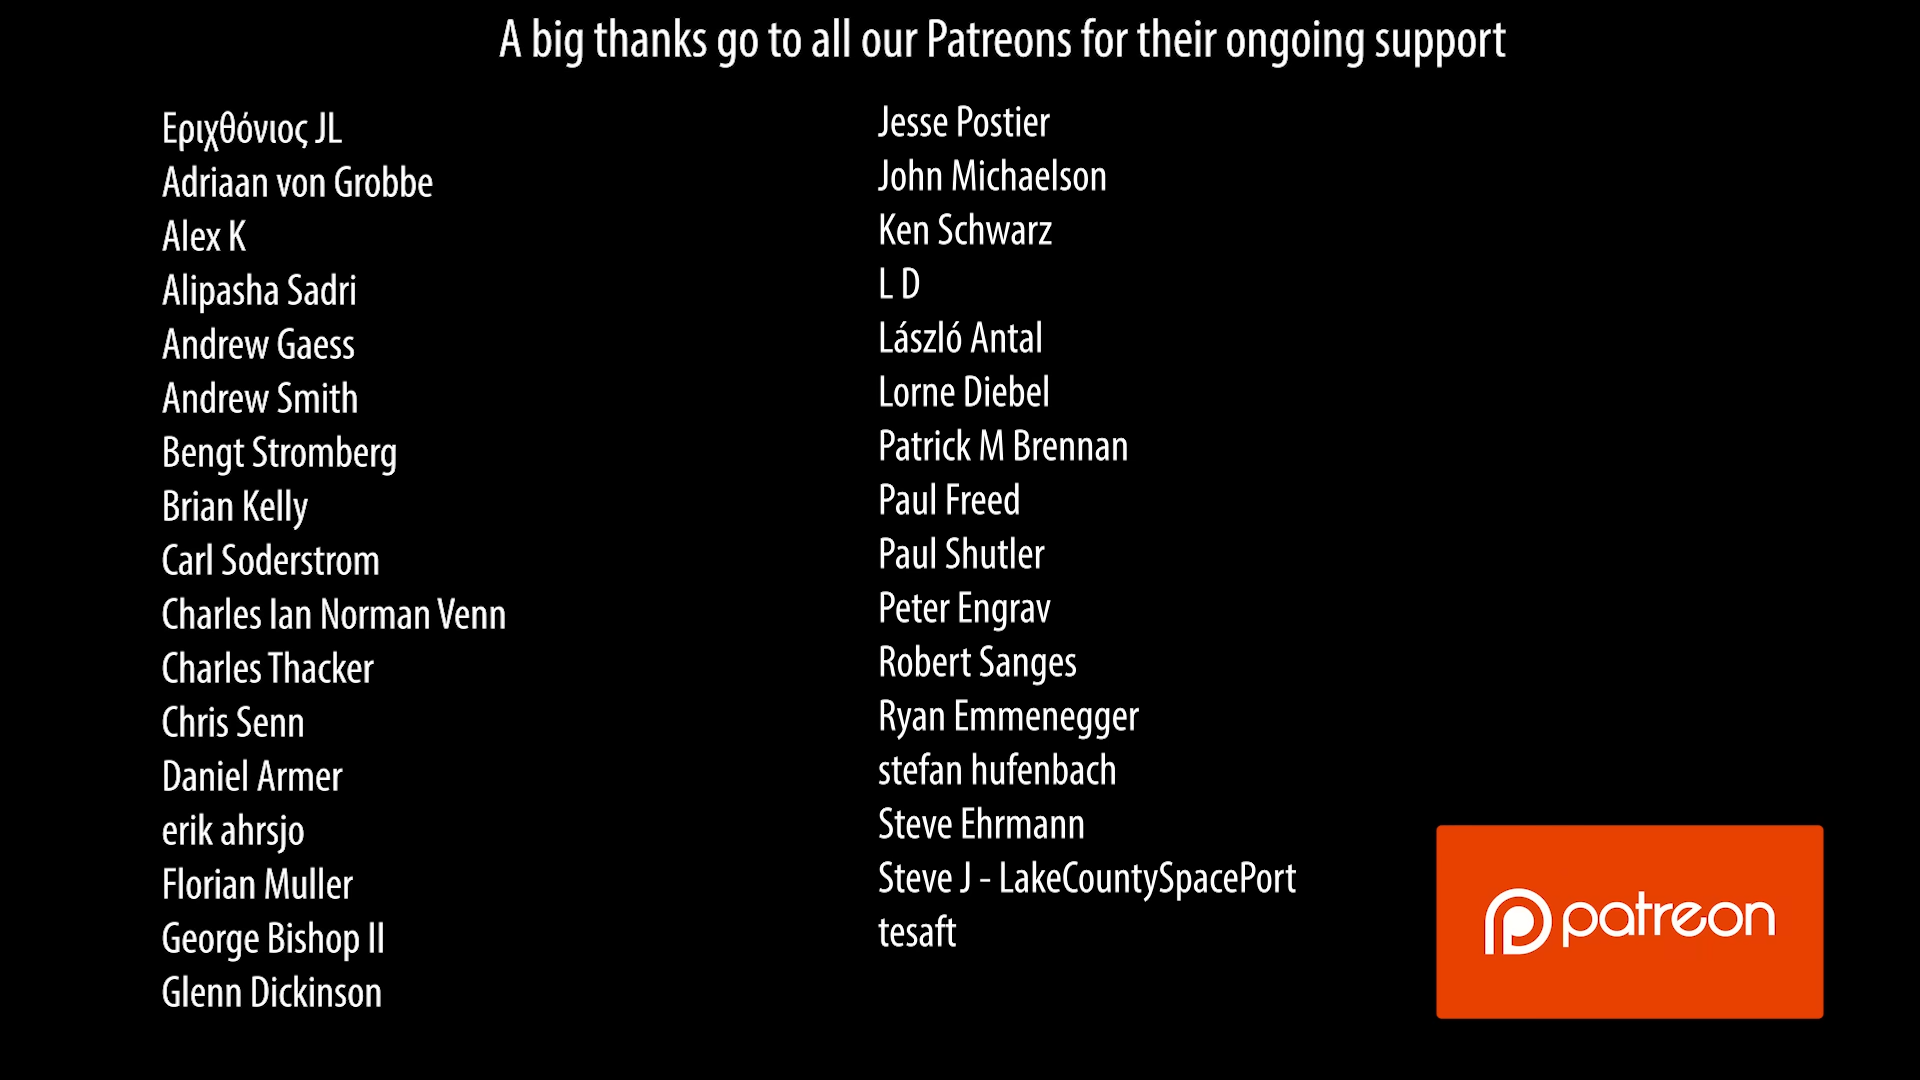 A big thanks go to all our Patreons for their ongoing support
Εριχθόνιος JL
Adriaan von Grobbe
Alex K
Alipasha Sadri
Andrew Gaess
Andrew Smith
Bengt Stromberg
Brian Kelly
Carl Soderstrom
Charles Ian Norman Venn
Charles Thacker
Chris Senn
Daniel Armer
erik ahrsjo
Florian Muller
George Bishop II
Glenn Dickinson
Jesse Postier
John Michaelson
Ken Schwarz
L D
László Antal
Lorne Diebel
Patrick M Brennan
Paul Freed
Paul Shutler
Peter Engrav
Robert Sanges
Ryan Emmenegger
stefan hufenbach
Steve Ehrmann
Steve J - LakeCountySpacePort
tesaft
patreon